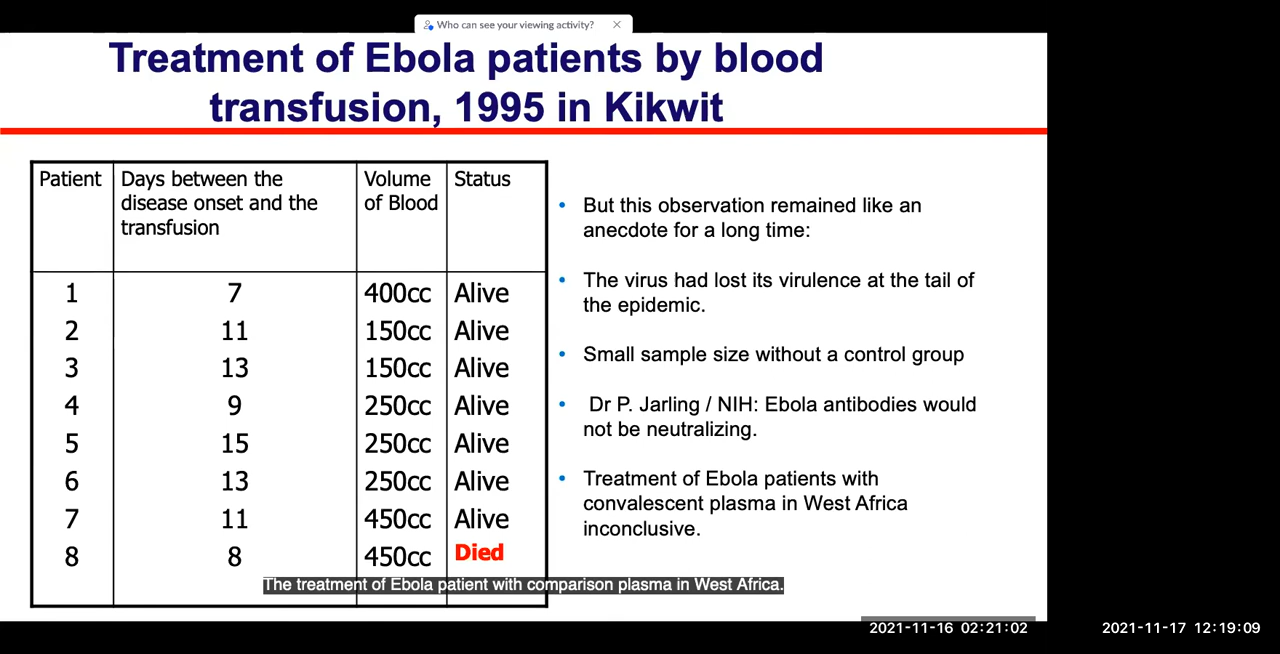 Who can see your viewing activity?
Treatment of Ebola patients by blood
transfusion, 1995 in Kikwit
Patient Days between the disease onset and the transfusion Volume of Blood Status
1 7 400cc Alive
2 11 150cc Alive
3 13 150cc Alive
4 9 250cc Alive
5 15 250cc Alive
6 13 250cc Alive
7 11 450cc Alive
8 8 450cc Died
• But this observation remained like an
anecdote for a long time:
• The virus had lost its virulence at the tail of
the epidemic.
• Small sample size without a control group
• Dr P. Jarling / NIH: Ebola antibodies would
not be neutralizing.
• Treatment of Ebola patients with
convalescent plasma in West Africa
inconclusive.
The treatment of Ebola patient with comparison plasma in West Africa.
2021-11-16 02:21:02
2021-11-17 12:19:09